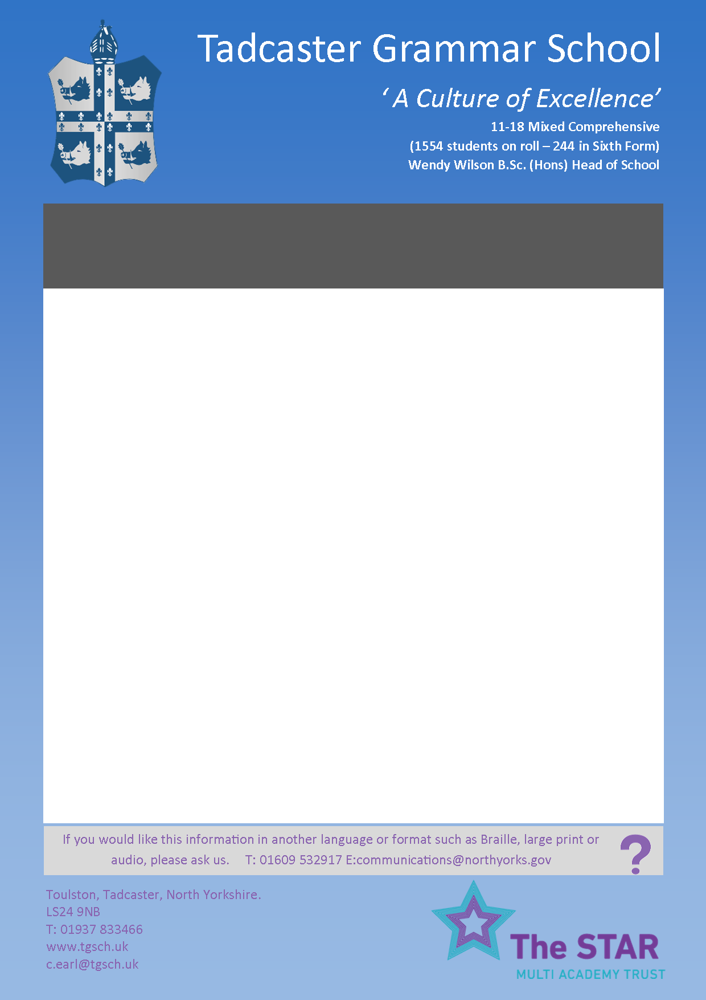 Tadcaster Grammar School
‘ A Culture of Excellence’
11-18 Mixed Comprehensive
(1554 students on roll – 244 in Sixth Form)
Wendy Wilson B.Sc. (Hons) Head of School
If you would like this information in another language or format such as Braille, large print or
audio, please ask us. T: 01609 532917 E:communications@northyorks.gov
?
Toulston, Tadcaster, North Yorkshire.
LS24 9NB
T: 01937 833466
www.tgsch.uk
c.earl@tgsch.uk
The STAR
MULTI ACADEMY TRUST